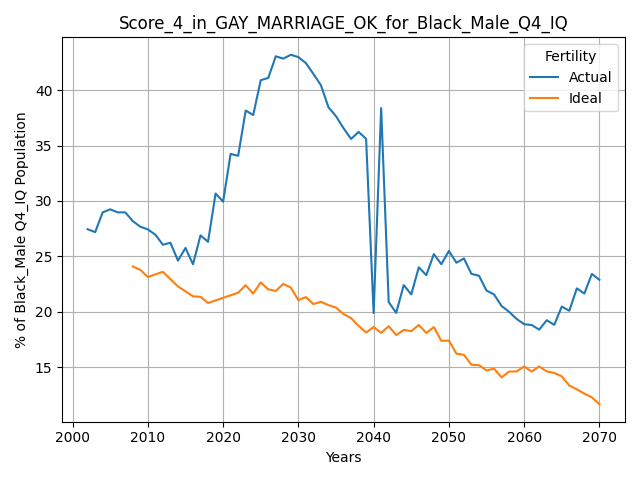 Score_4_in_GAY_MARRIAGE_OK_for_Black_Male_Q4_IQ
Fertility
Actual
Ideal
% of Black_Male Q4_IQ Population
40
35
30
25
20
15
2000 2010 2020 2030 2040 2050 2060 2070
Years